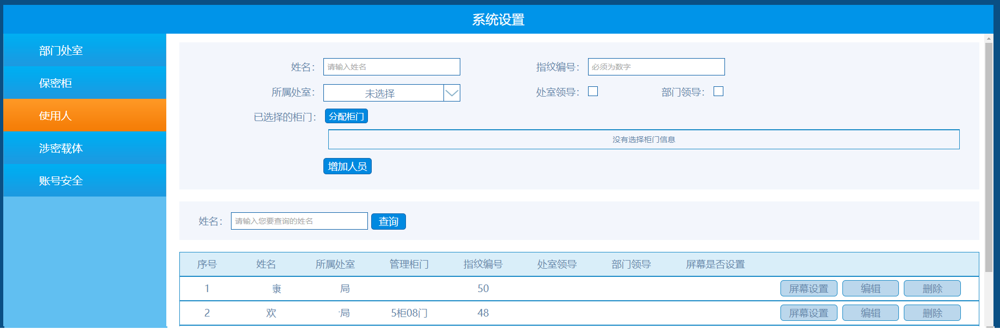 系统设置
部门处室
保密柜
使用人
涉密载体
账号安全
姓名： 请输入姓名 指纹编号： 必须为数字
所属处室： 未选择 处室领导： 部门领导：
已选择的柜门： 分配柜门
没有选择柜门信息
增加人员
姓名： 请输入您要查询的姓名 查询
序号 姓名 所属处室 管理柜门 指纹编号 处室领导 部门领导 屏幕是否设置
1 康 局 50 屏幕设置 编辑 删除
2 欢 局 5柜08门 48 屏幕设置 编辑 删除